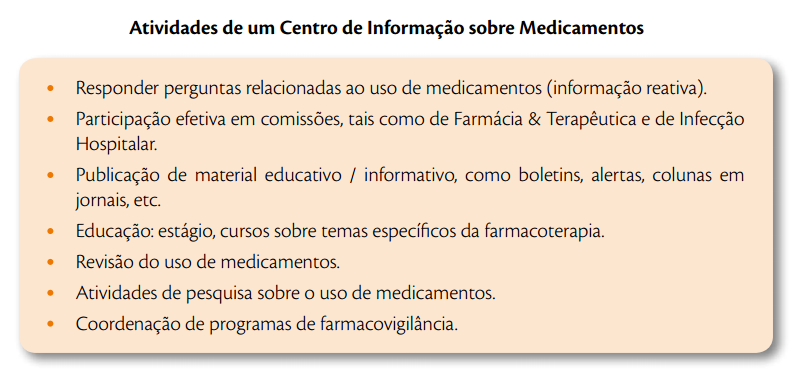 Atividades de um Centro de Informação sobre Medicamentos
• Responder perguntas relacionadas ao uso de medicamentos (informação reativa).
• Participação efetiva em comissões, tais como de Farmácia & Terapêutica e de Infecção
Hospitalar.
• Publicação de material educativo / informativo, como boletins, alertas, colunas em
jornais, etc.
• Educação: estágio, cursos sobre temas específicos da farmacoterapia.
• Revisão do uso de medicamentos.
• Atividades de pesquisa sobre o uso de medicamentos.
• Coordenação de programas de farmacovigilância.